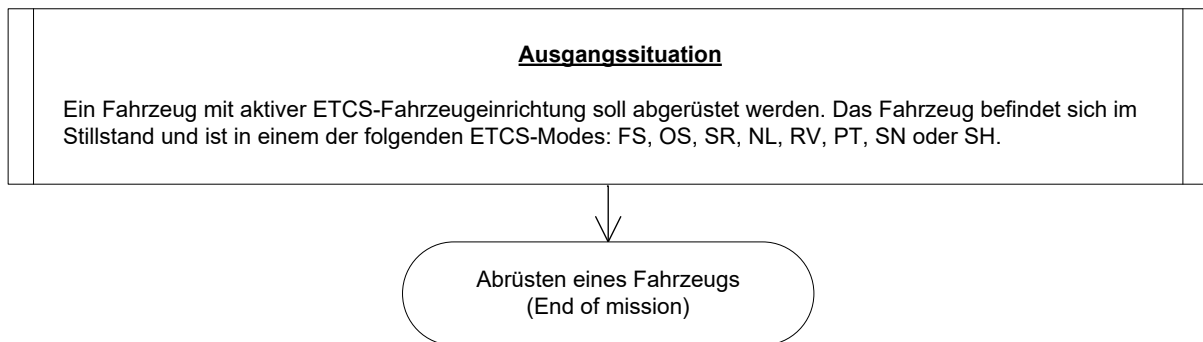 Ausgangssituation
Ein Fahrzeug mit aktiver ETCS-Fahrzeugeinrichtung soll abgerüstet werden. Das Fahrzeug befindet sich im
Stillstand und ist in einem der folgenden ETCS-Modes: FS, OS, SR, NL, RV, PT, SN oder SH.
Abrüsten eines Fahrzeugs
(End of mission)